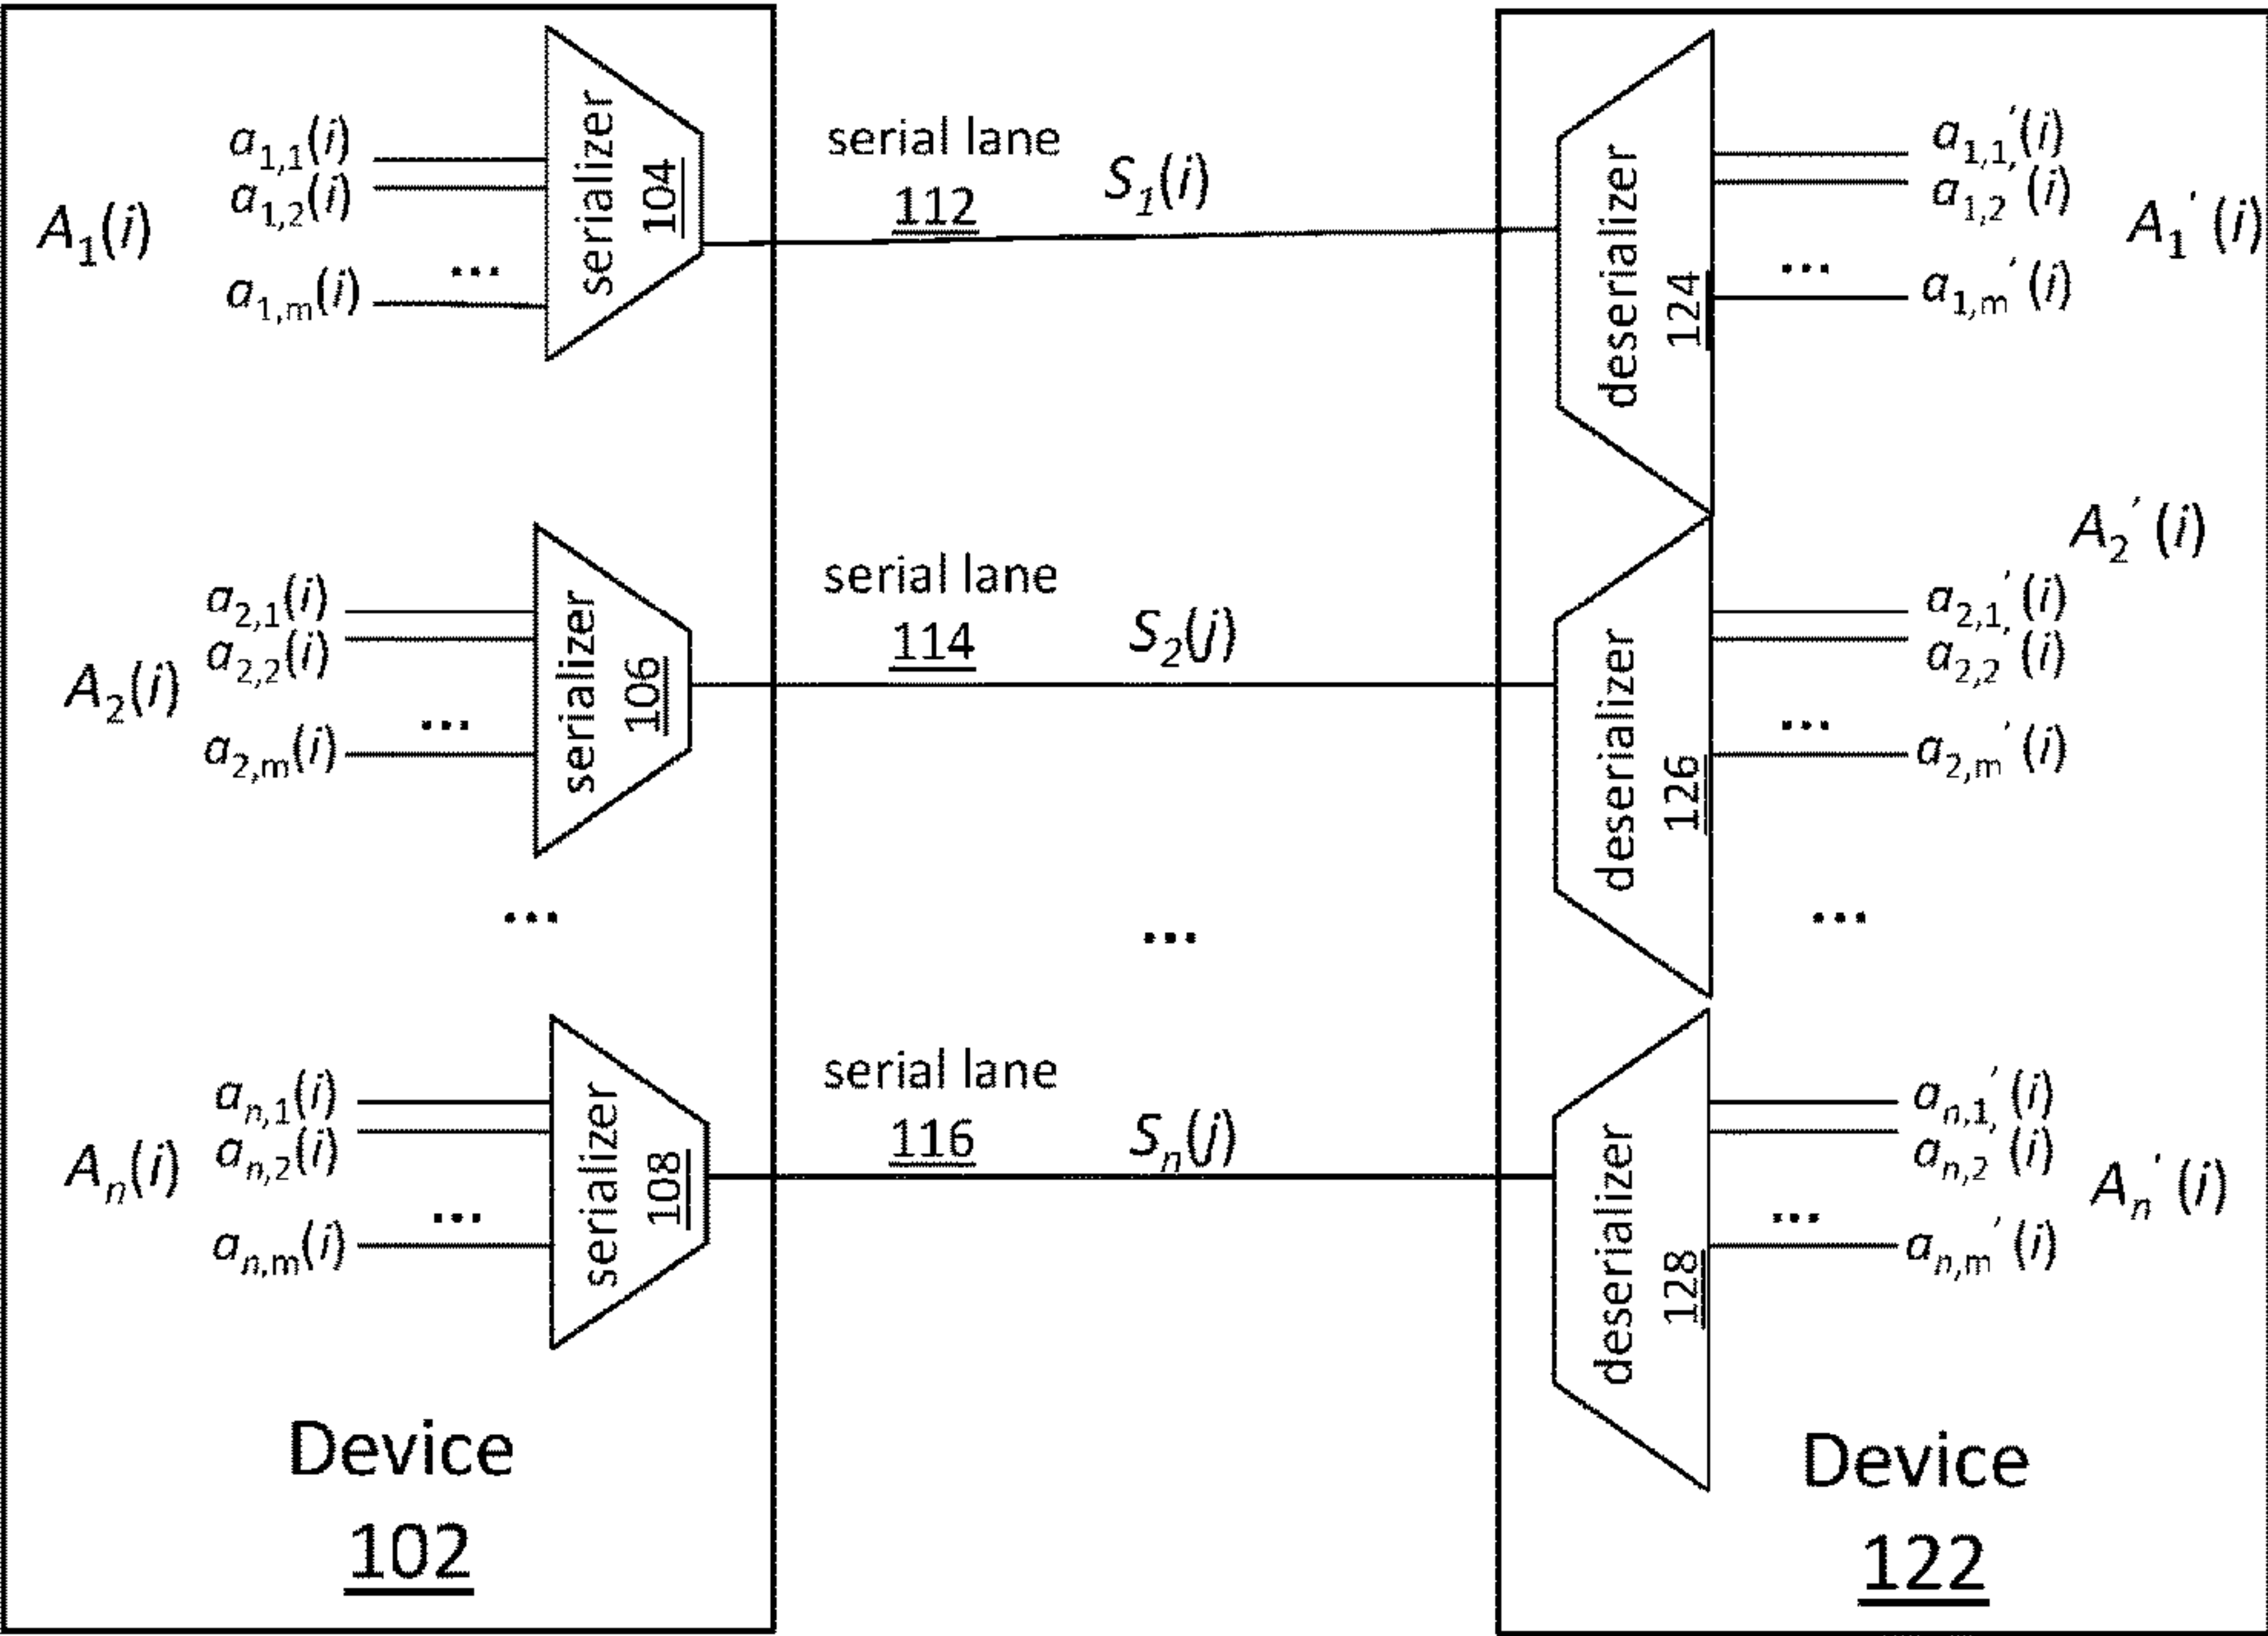 a1,1(i)
a1,2(i)
A1(i)
...
a1,m(i)
serializer
104
serial lane
112
S1(i)
deserializer
124
a1,1,'(i)
a1,2'(i)
A1'(i)
...
a1,m'(i)
a2,1(i)
a2,2(i)
A2(i)
...
a2,m(i)
serializer
106
serial lane
114
S2(j)
deserializer
126
A2'(i)
a2,1,'(i)
a2,2'(i)
...
a2,m'(i)
...
...
...
an,1(i)
an,2(i)
An(i)
...
an,m(i)
serializer
108
serial lane
116
Sn(j)
deserializer
128
an,1,'(i)
an,2'(i)
An'(i)
...
an,m'(i)
Device
102
Device
122